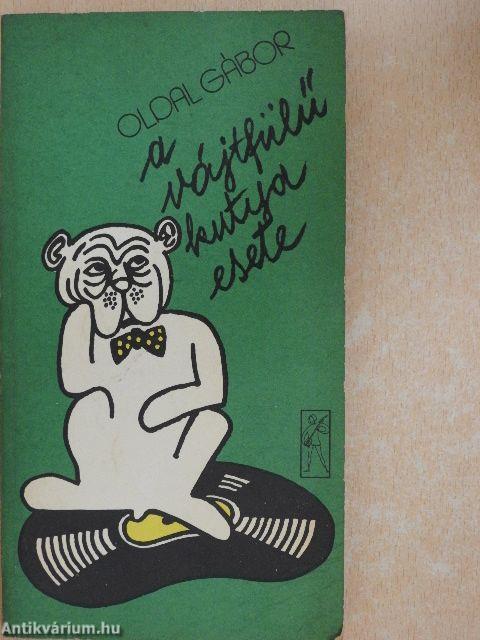 OLDAL GÁBOR
a
vájtfülű
kutya
esete
Antikvárium.hu